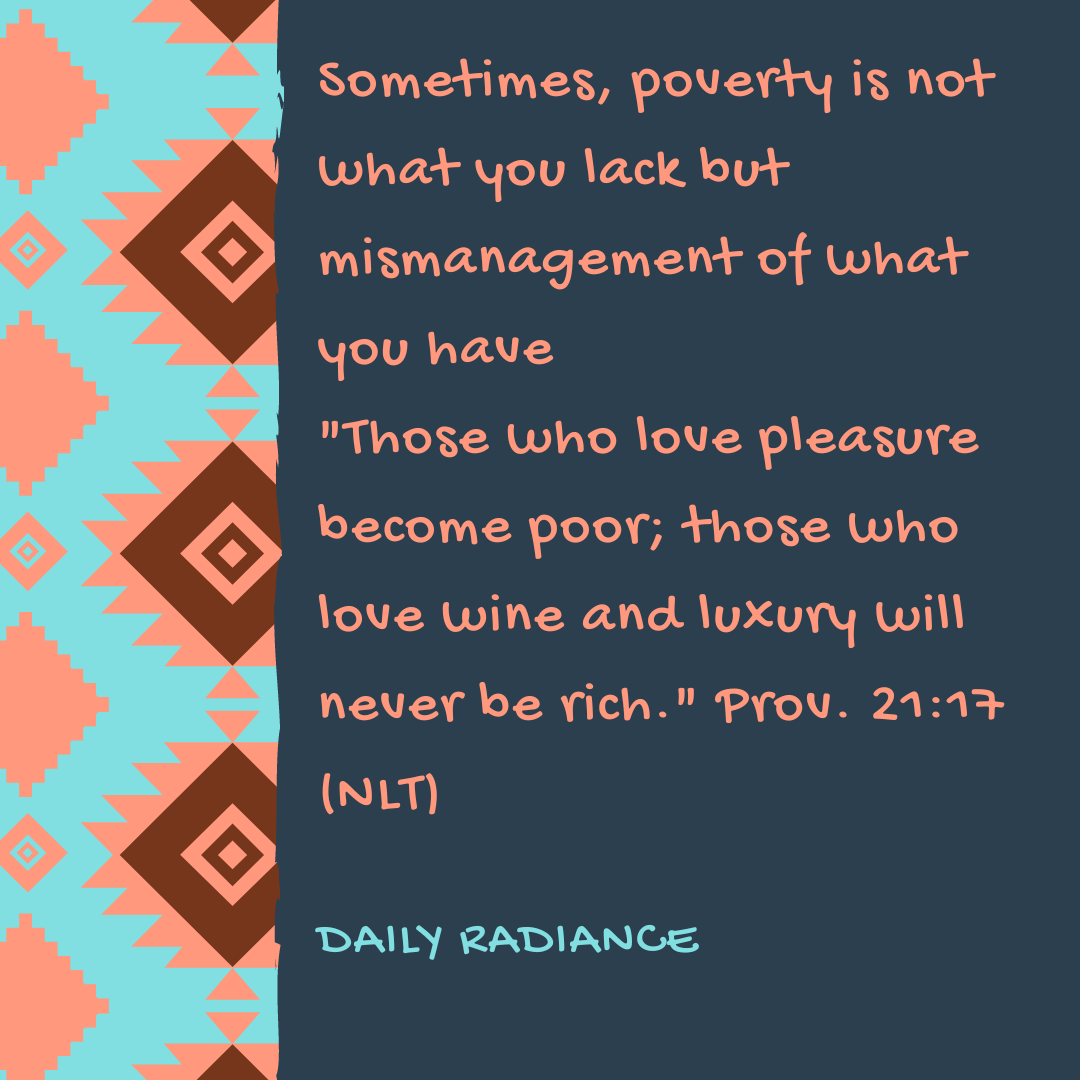 Sometimes, poverty is not
what you lack but
mismanagement of what
you have
"Those who love pleasure
become poor; those who
love wine and luxury will
never be rich." Prov. 21:17
(NLT)
DAILY RADIANCE